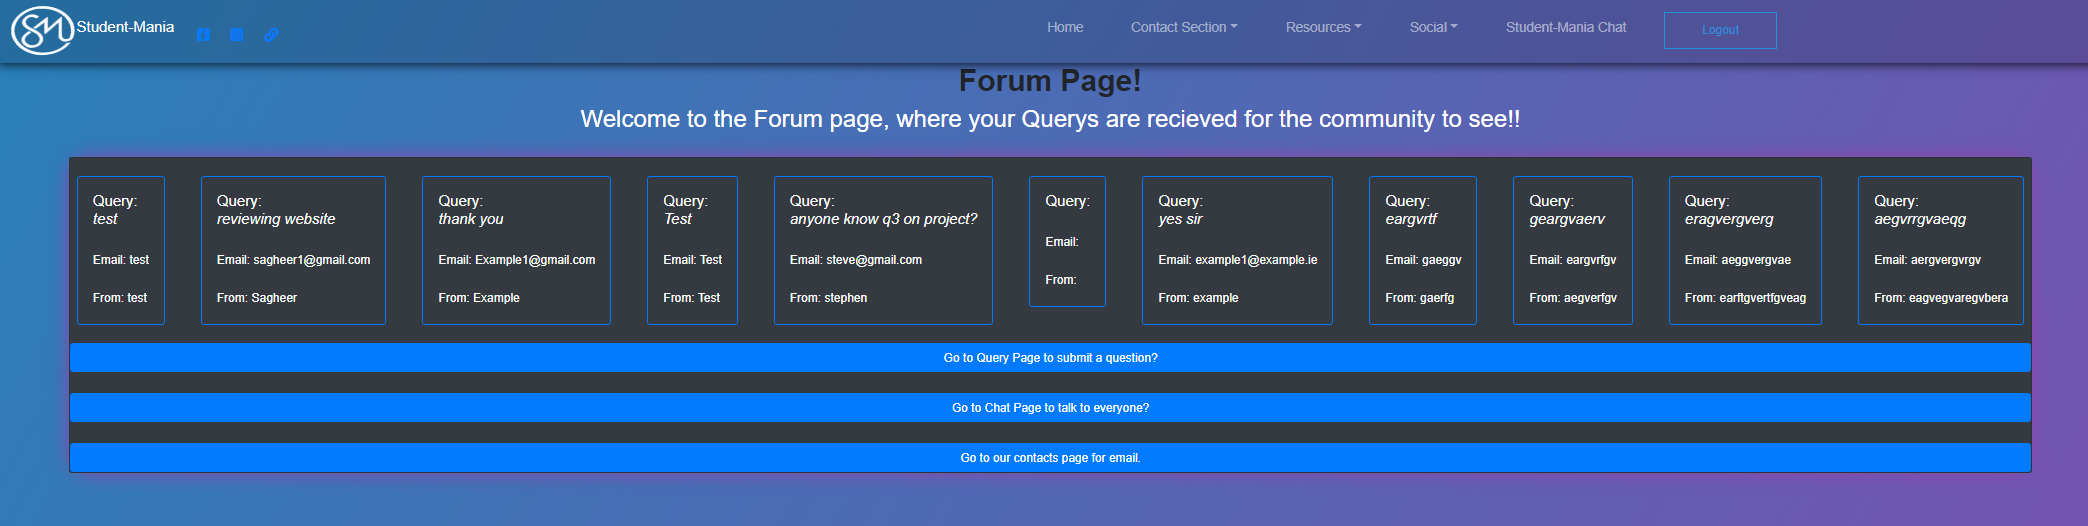 SM Student-Mania
Home Contact Section Resources Social Student-Mania Chat Logout
Forum Page!
Welcome to the Forum page, where your Querys are recieved for the community to see!!
Query:
test
Email: test
From: test
Query:
reviewing website
Email: sagheer1@gmail.com
From: Sagheer
Query:
thank you
Email: Example1@gmail.com
From: Example
Query:
Test
Email: Test
From: Test
Query:
anyone know q3 on project?
Email: steve@gmail.com
From: stephen
Query:
Email:
From:
Query:
yes sir
Email: example1@example.ie
From: example
Query:
eargvrtf
Email: gaeggv
From: gaerfg
Query:
geargvaerv
Email: eargvrfgv
From: aegverfgv
Query:
eragvergverg
Email: aeggvergvae
From: earftgvertfgveag
Query:
aegvrrgvaeqg
Email: aergvergvrgv
From: eagvegvaregvbera
Go to Query Page to submit a question?
Go to Chat Page to talk to everyone?
Go to our contacts page for email.